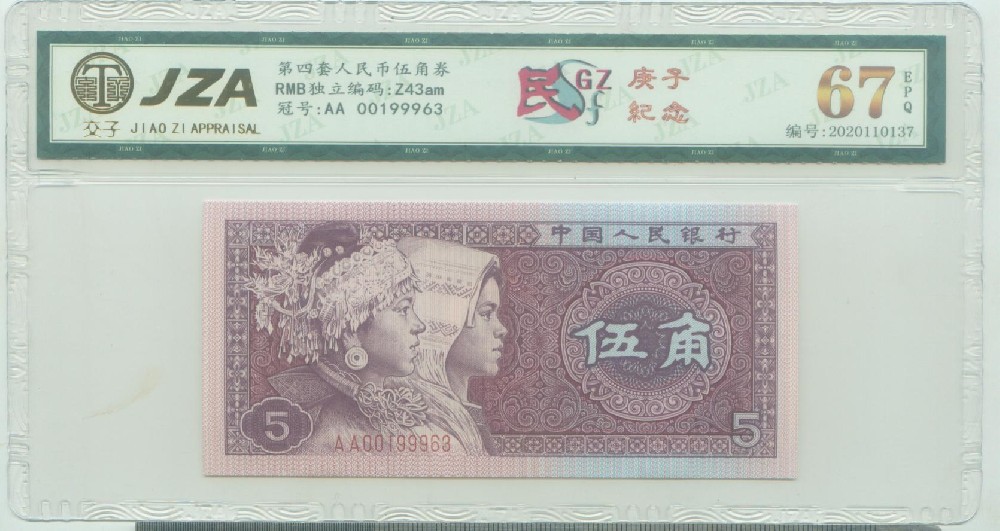 JZA
交子 JIAO ZI APPRAISAL
第四套人民币伍角券
RMB独立编码:Z43am
冠号:AA 00199963
民 GZ f
庚子
紀念
67 EPQ
编号:2020110137
中国人民银行
伍角
5
AA00199963
5